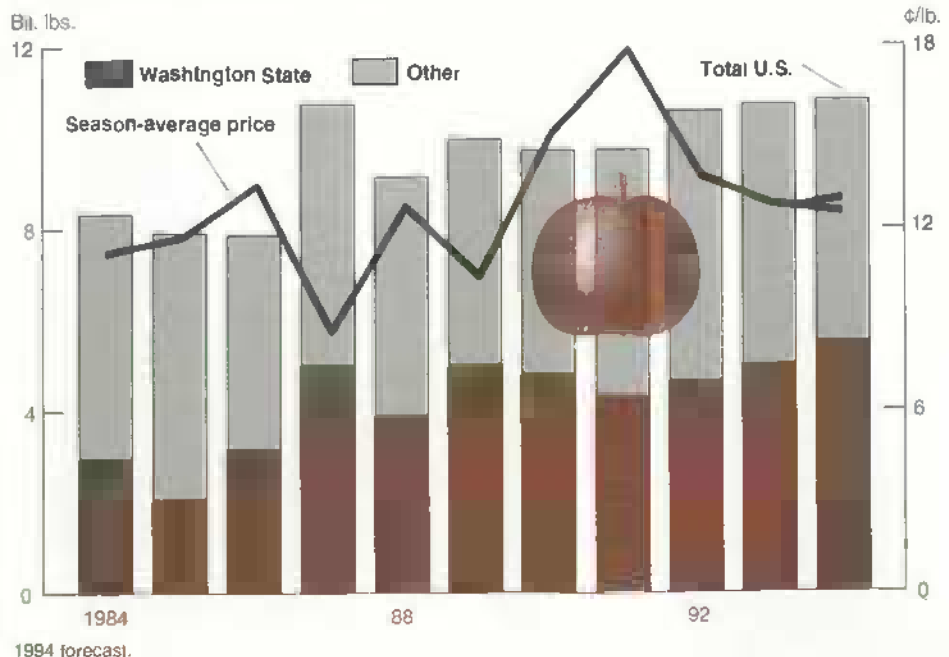 Bil. lbs.
¢/lb.
12
18
Washington State
Other
Total U.S.
Season-average price
8
12
4
6
0
0
1984
88
92
1994 forecast.